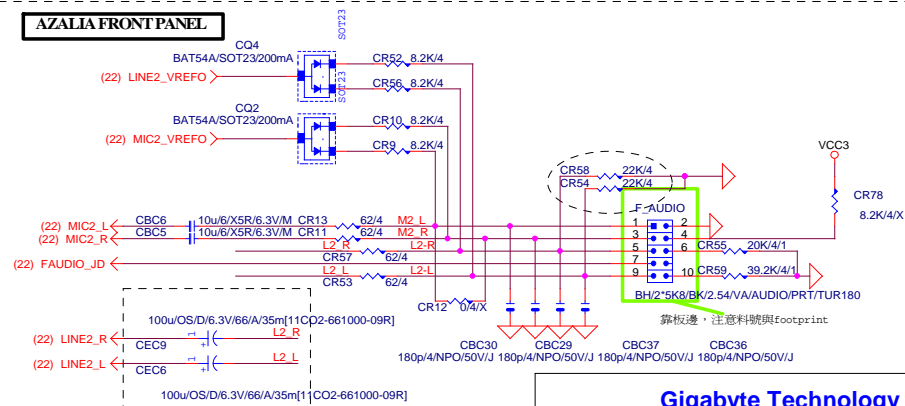 AZALIA FRONT PANEL
SOT23
CQ4
BAT54A/SOT23/200mA
CR52 8.2K/4
(22) LINE2_VREFO
SOT23
CR56 8.2K/4
CQ2
BAT54A/SOT23/200mA
CR10 8.2K/4
(22) MIC2_VREFO
CR9 8.2K/4
VCC3
CR58 22K/4
CR54 22K/4
CR78
8.2K/4/X
F_AUDIO
(22) MIC2_L CBC6 10u/6/X5R/6.3V/M CR13 62/4 M2_L
1 2
(22) MIC2_R CBC5 10u/6/X5R/6.3V/M CR11 62/4 M2_R
3 4
L2_R L2-R
5 6 CR55 20K/4/1
CR57 62/4
(22) FAUDIO_JD
7
L2_L L2-L
9 10 CR59 39.2K/4/1
CR53 62/4
BH/2*5K8/BK/2.54/VA/AUDIO/PRT/TUR180
CR12 0/4/X
靠板邊，注意料號與footprint
100u/OS/D/6.3V/66/A/35m[11CO2-661000-09R]
(22) LINE2_R L2_R
1
+
CEC9
CBC30 CBC29 CBC37 CBC36
180p/4/NPO/50V/J 180p/4/NPO/50V/J 180p/4/NPO/50V/J 180p/4/NPO/50V/J
(22) LINE2_L L2_L
1
+
CEC6
100u/OS/D/6.3V/66/A/35m[11CO2-661000-09R]
Gigabyte Technology